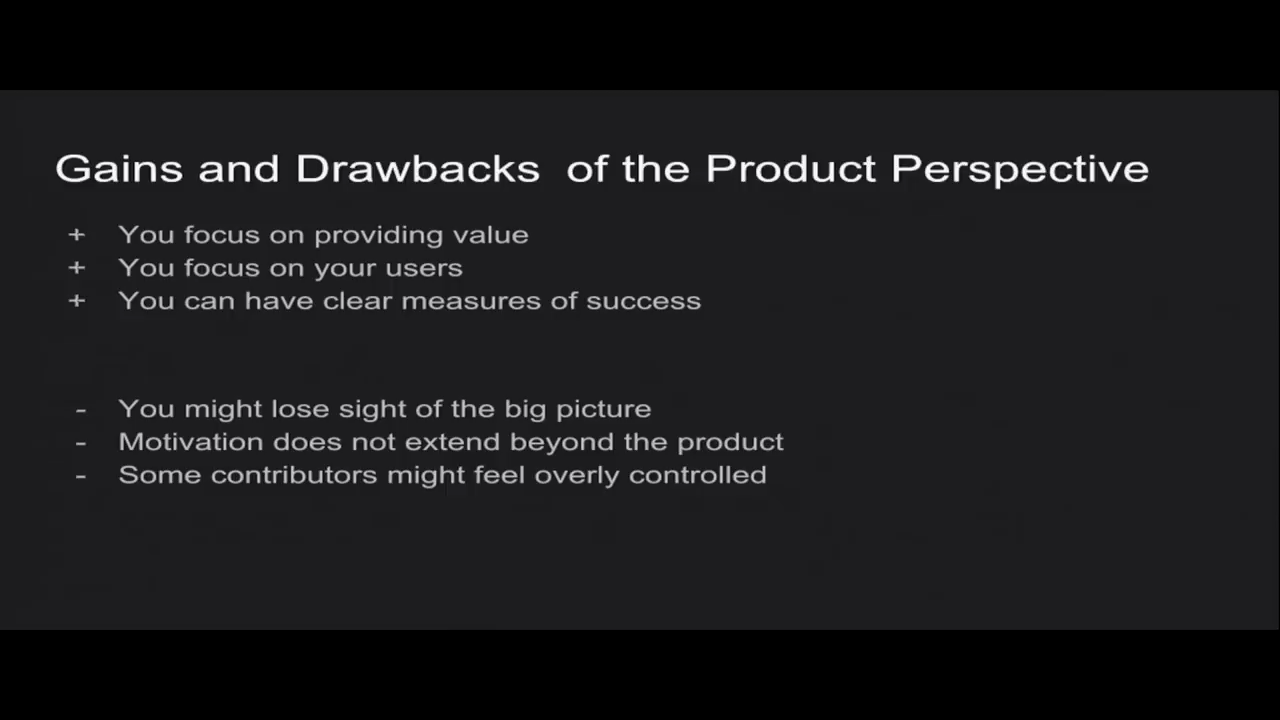 Gains and Drawbacks  of the Product Perspective
+ You focus on providing value
+ You focus on your users
+ You can have clear measures of success
- You might lose sight of the big picture
- Motivation does not extend beyond the product
- Some contributors might feel overly controlled